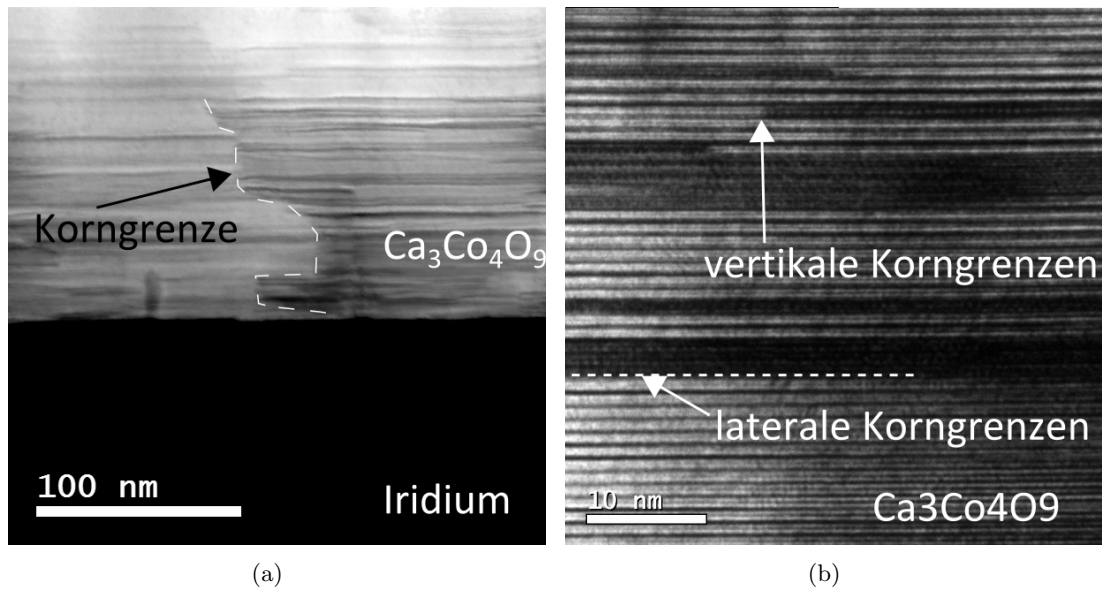 Korngrenze
Ca₃Co₄O₉
100 nm
Iridium
(a)
vertikale Korngrenzen
laterale Korngrenzen
10 nm
Ca3Co4O9
(b)